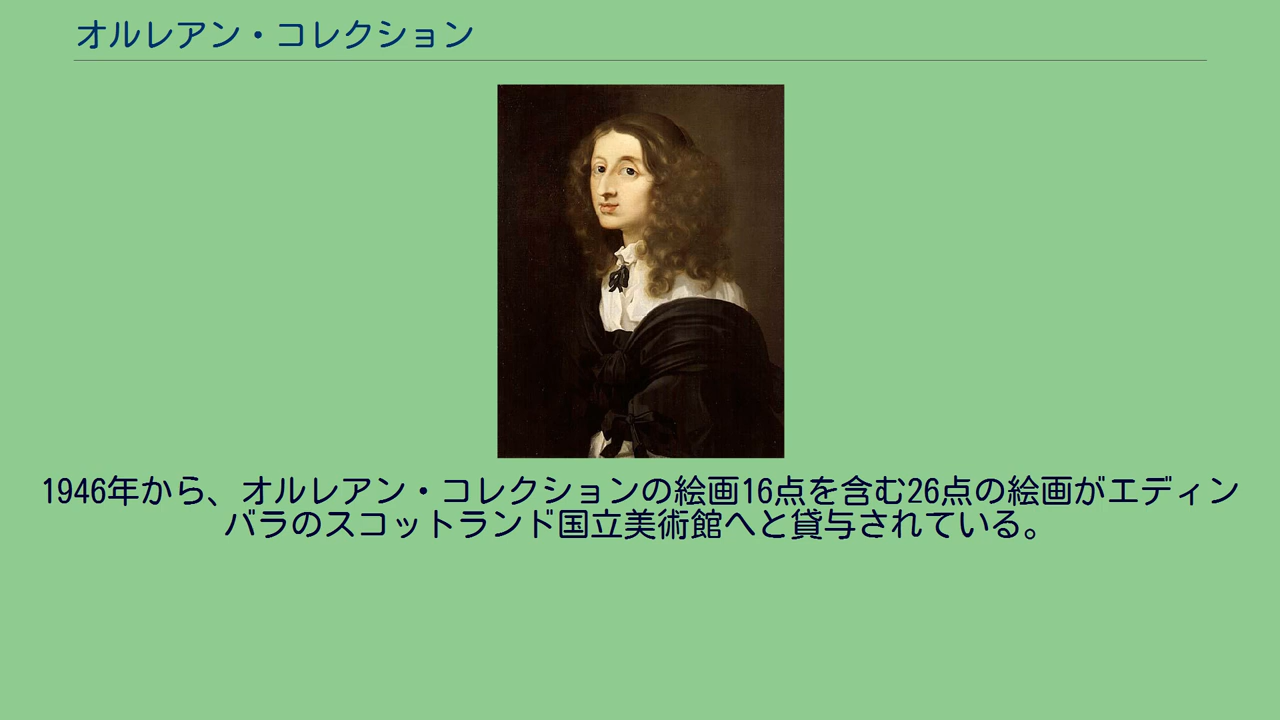 オルレアン・コレクション
1946年から、オルレアン・コレクションの絵画16点を含む26点の絵画がエディン
バラのスコットランド国立美術館へと貸与されている。